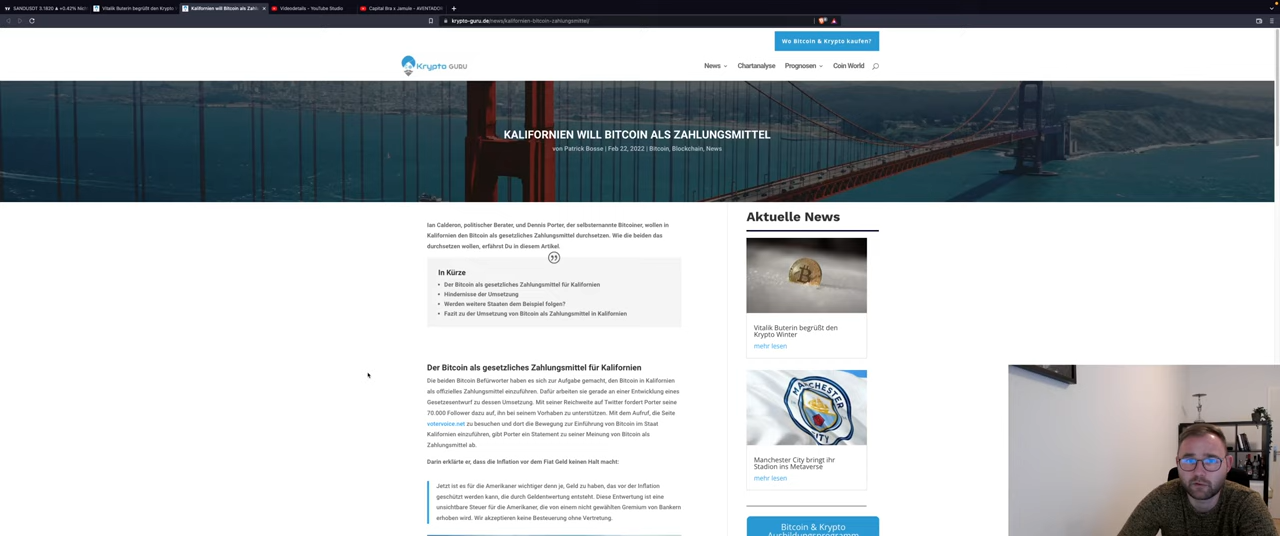 SANDUSDT 3.1820 ▲ +3.42%
Vitalik Buterin begrüßt den Krypto
Kalifornien will Bitcoin als Zahl
Videodetails - YouTube Studio
Capital Bra x Jamule - AVENTADO
krypto-guru.de/news/kalifornien-bitcoin-zahlungsmittel/
Wo Bitcoin & Krypto kaufen?
Krypto GURU
News
Chartanalyse
Prognosen
Coin World
KALIFORNIEN WILL BITCOIN ALS ZAHLUNGSMITTEL
von Patrick Bosse | Feb 22, 2022 | Bitcoin, Blockchain, News
Ian Calderon, politischer Berater, und Dennis Porter, der selbsternannte Bitcoiner, wollen in
Kalifornien den Bitcoin als gesetzliches Zahlungsmittel durchsetzen. Wie die beiden das
durchsetzen wollen, erfährst Du in diesem Artikel.
In Kürze
• Der Bitcoin als gesetzliches Zahlungsmittel für Kalifornien
• Hindernisse der Umsetzung
• Werden weitere Staaten dem Beispiel folgen?
• Fazit zu der Umsetzung von Bitcoin als Zahlungsmittel in Kalifornien
Der Bitcoin als gesetzliches Zahlungsmittel für Kalifornien
Die beiden Bitcoin Befürworter haben es sich zur Aufgabe gemacht, den Bitcoin in Kalifornien
als offizielles Zahlungsmittel einzuführen. Dafür arbeiten sie gerade an einer Entwicklung eines
Gesetzesentwurf zu dessen Umsetzung. Mit seiner Reichweite auf Twitter fordert Porter seine
70.000 Follower dazu auf, ihn bei seinem Vorhaben zu unterstützen. Mit dem Aufruf, die Seite
votervoice.net zu besuchen und dort die Bewegung zur Einführung von Bitcoin im Staat
Kalifornien einzuführen, gibt Porter ein Statement zu seiner Meinung von Bitcoin als
Zahlungsmittel ab.
Darin erklärte er, dass die Inflation vor dem Fiat Geld keinen Halt macht:
Jetzt ist es für die Amerikaner wichtiger denn je, Geld zu haben, das vor der Inflation
geschützt werden kann, die durch Geldentwertung entsteht. Diese Entwertung ist eine
unsichtbare Steuer für die Amerikaner, die von einem nicht gewählten Gremium von Bankern
erhoben wird. Wir akzeptieren keine Besteuerung ohne Vertretung.
Aktuelle News
Vitalik Buterin begrüßt den
Krypto Winter
mehr lesen
MANCHESTER
Manchester City bringt ihr
Stadion ins Metaverse
mehr lesen
Bitcoin & Krypto
Ausbildungsprogramm